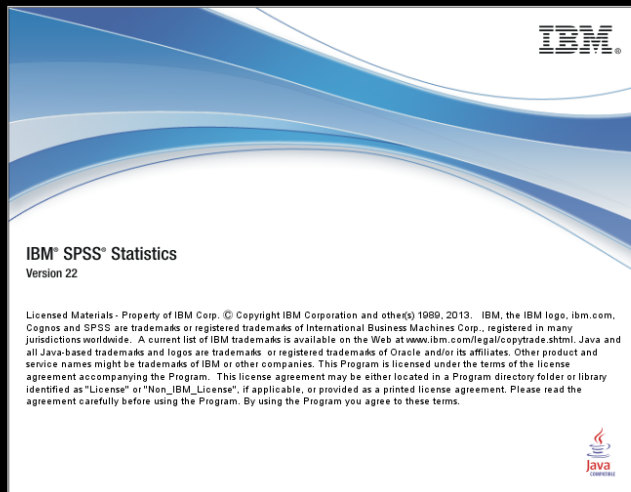 IBM®
IBM® SPSS® Statistics
Version 22
Licensed Materials - Property of IBM Corp. © Copyright IBM Corporation and other(s) 1989, 2013.   IBM, the IBM logo, ibm.com,
Cognos and SPSS are trademarks or registered trademarks of International Business Machines Corp., registered in many
jurisdictions worldwide.  A current list of IBM trademarks is available on the Web at www.ibm.com/legal/copytrade.shtml. Java and
all Java-based trademarks and logos are trademarks  or registered trademarks of Oracle and/or its affiliates. Other product and
service names might be trademarks of IBM or other companies. This Program is licensed under the terms of the license
agreement accompanying the Program.  This license agreement may be either located in a Program directory folder or library
identified as "License" or "Non_IBM_License", if applicable, or provided as a printed license agreement. Please read the
agreement carefully before using the Program. By using the Program you agree to these terms.
Java
COMPATIBLE